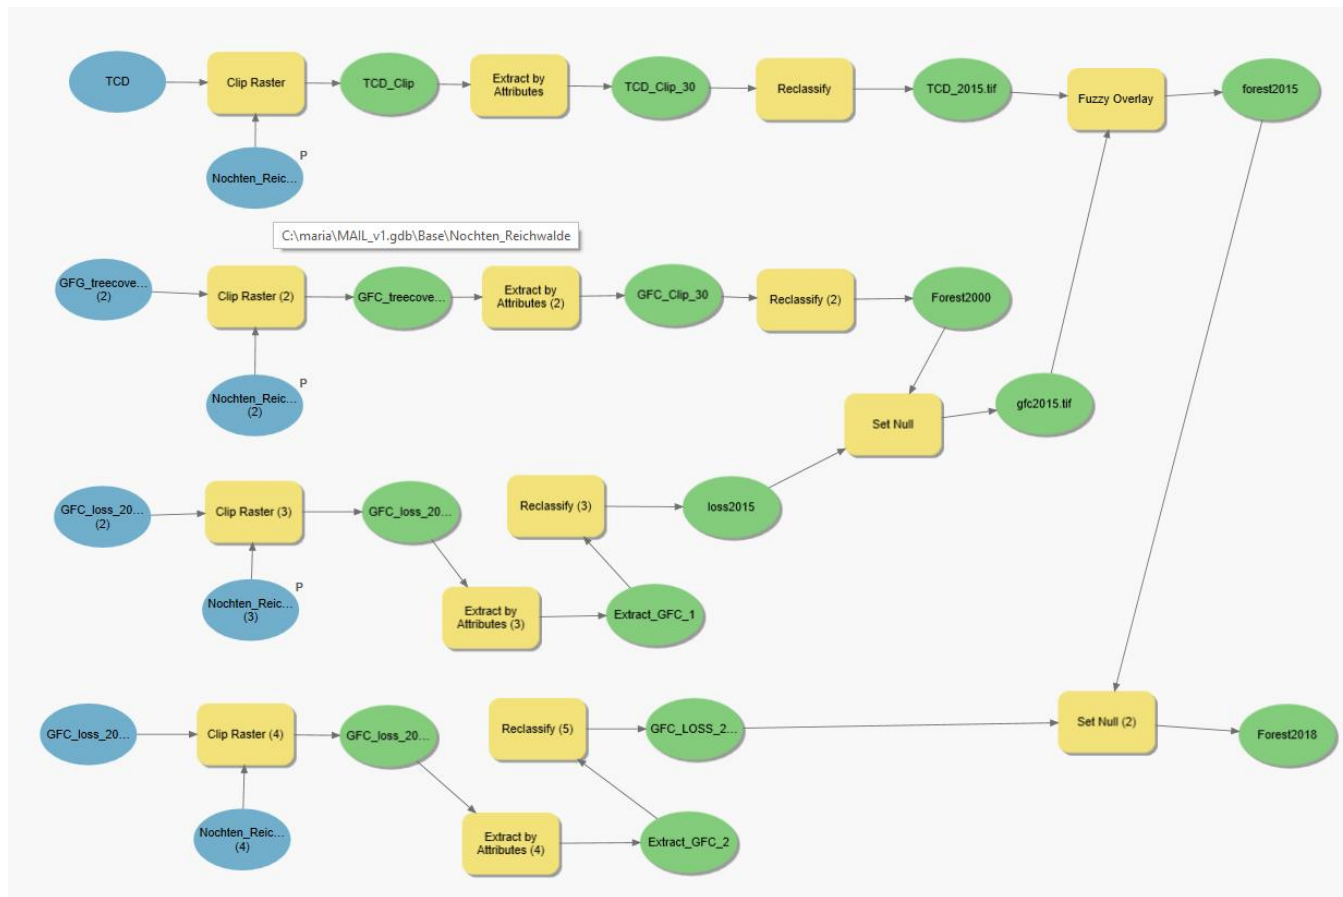 TCD
Clip Raster
TCD_Clip
Extract by
Attributes
TCD_Clip_30
Reclassify
TCD_2015.tif
Fuzzy Overlay
forest2015
P
Nochten_Reic...
C:\maria\MAIL_v1.gdb\Base\Nochten_Reichwalde
GFG_treecove...
(2)
Clip Raster (2)
GFC_treecove...
Extract by
Attributes (2)
GFC_Clip_30
Reclassify (2)
Forest2000
P
Nochten_Reic...
(2)
Set Null
gfc2015.tif
GFC_loss_20...
(2)
Clip Raster (3)
GFC_loss_20...
Reclassify (3)
loss2015
P
Nochten_Reic...
(3)
Extract by
Attributes (3)
Extract_GFC_1
GFC_loss_20...
Clip Raster (4)
GFC_loss_20...
Reclassify (5)
GFC_LOSS_2...
Set Null (2)
Forest2018
Nochten_Reic...
(4)
Extract by
Attributes (4)
Extract_GFC_2